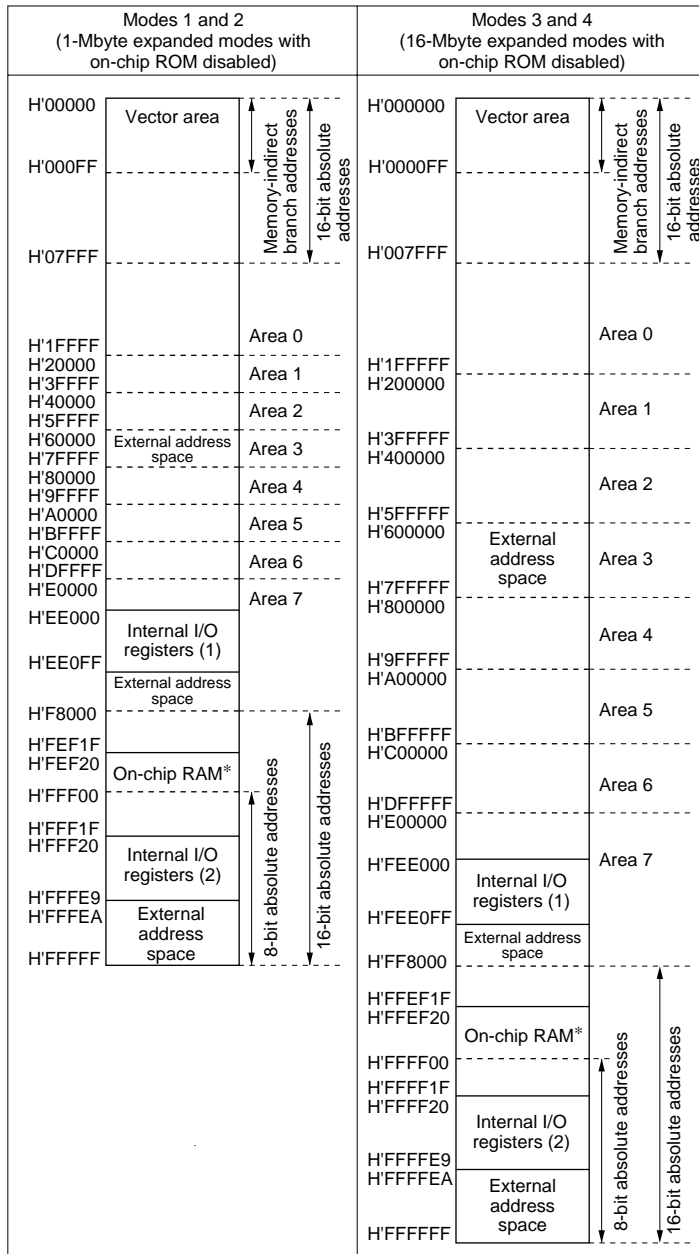 Modes 1 and 2
(1-Mbyte expanded modes with
on-chip ROM disabled)
H'00000
Vector area
H'000FF
H'07FFF
Memory-indirect
branch addresses
16-bit absolute
addresses
H'1FFFF
Area 0
H'20000
H'3FFFF
Area 1
H'40000
H'5FFFF
Area 2
H'60000
H'7FFFF
External address
space
Area 3
H'80000
H'9FFFF
Area 4
H'A0000
H'BFFFF
Area 5
H'C0000
H'DFFFF
Area 6
H'E0000
Area 7
H'EE000
Internal I/O
registers (1)
H'EE0FF
External address
space
H'F8000
H'FEF1F
H'FEF20
On-chip RAM*
H'FFF00
H'FFF1F
H'FFF20
Internal I/O
registers (2)
H'FFFE9
H'FFFEA
External
address
space
H'FFFFF
8-bit absolute addresses
16-bit absolute addresses
Modes 3 and 4
(16-Mbyte expanded modes with
on-chip ROM disabled)
H'000000
Vector area
H'0000FF
H'007FFF
Memory-indirect
branch addresses
16-bit absolute
addresses
Area 0
H'1FFFFF
H'200000
Area 1
H'3FFFFF
H'400000
Area 2
H'5FFFFF
H'600000
External
address
space
Area 3
H'7FFFFF
H'800000
Area 4
H'9FFFFF
H'A00000
Area 5
H'BFFFFF
H'C00000
Area 6
H'DFFFFF
H'E00000
Area 7
H'FEE000
Internal I/O
registers (1)
H'FEE0FF
External address
space
H'FF8000
H'FFEF1F
H'FFEF20
On-chip RAM*
H'FFFF00
H'FFFF1F
H'FFFF20
Internal I/O
registers (2)
H'FFFFE9
H'FFFFEA
External
address
space
H'FFFFFF
8-bit absolute addresses
16-bit absolute addresses